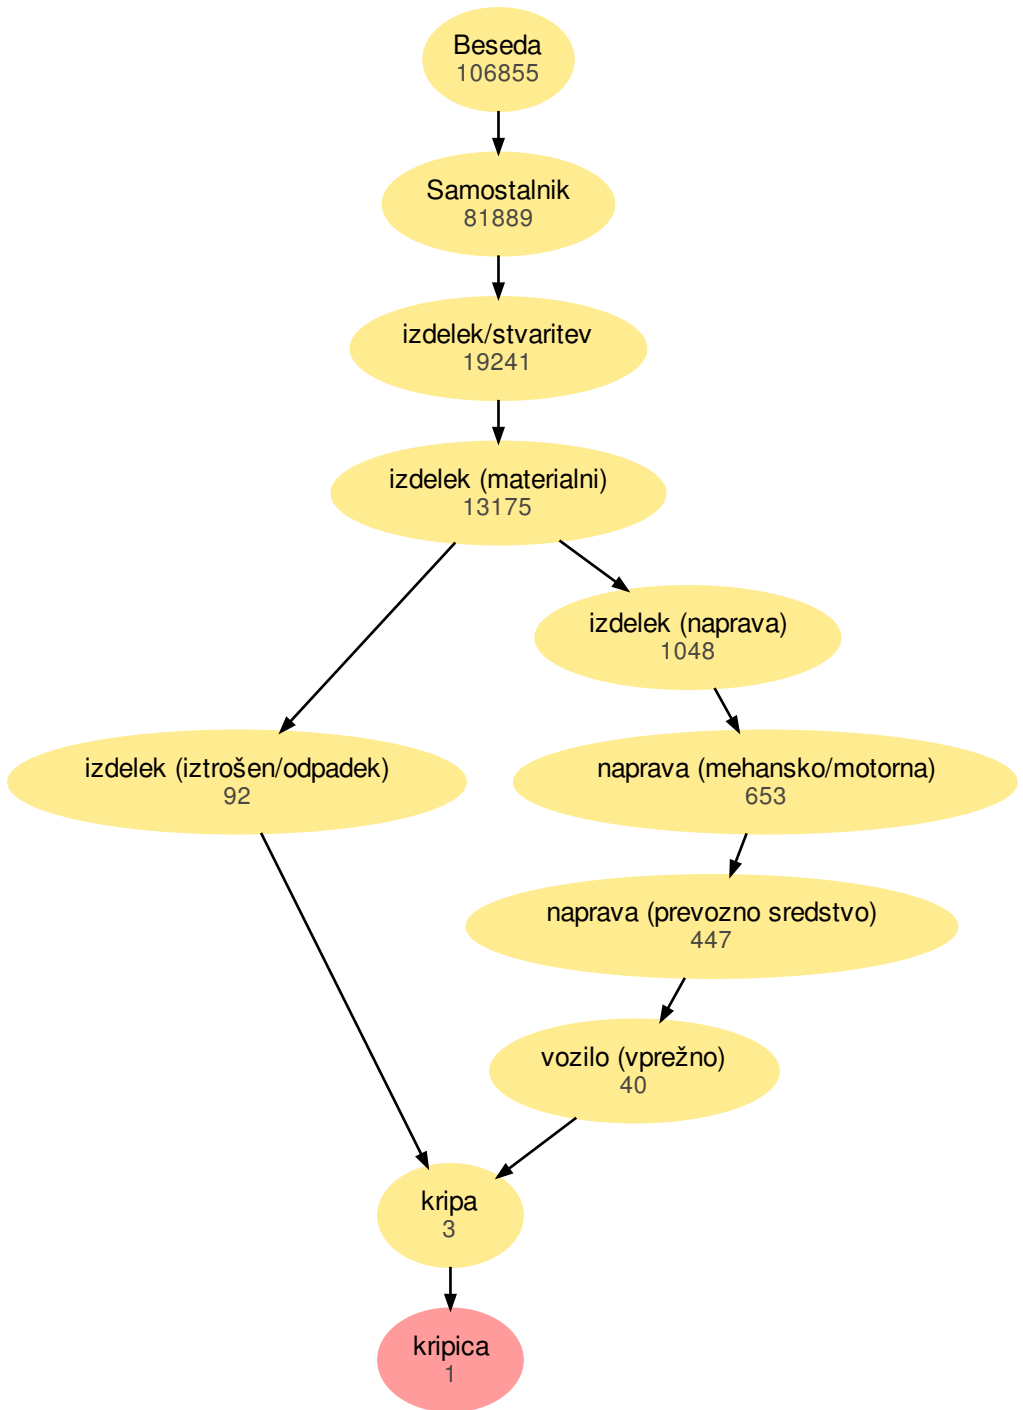 Beseda
106855
Samostalnik
81889
izdelek/stvaritev
19241
izdelek (materialni)
13175
izdelek (naprava)
1048
izdelek (iztrošen/odpadek)
92
naprava (mehansko/motorna)
653
naprava (prevozno sredstvo)
447
vozilo (vprežno)
40
kripa
3
kripica
1